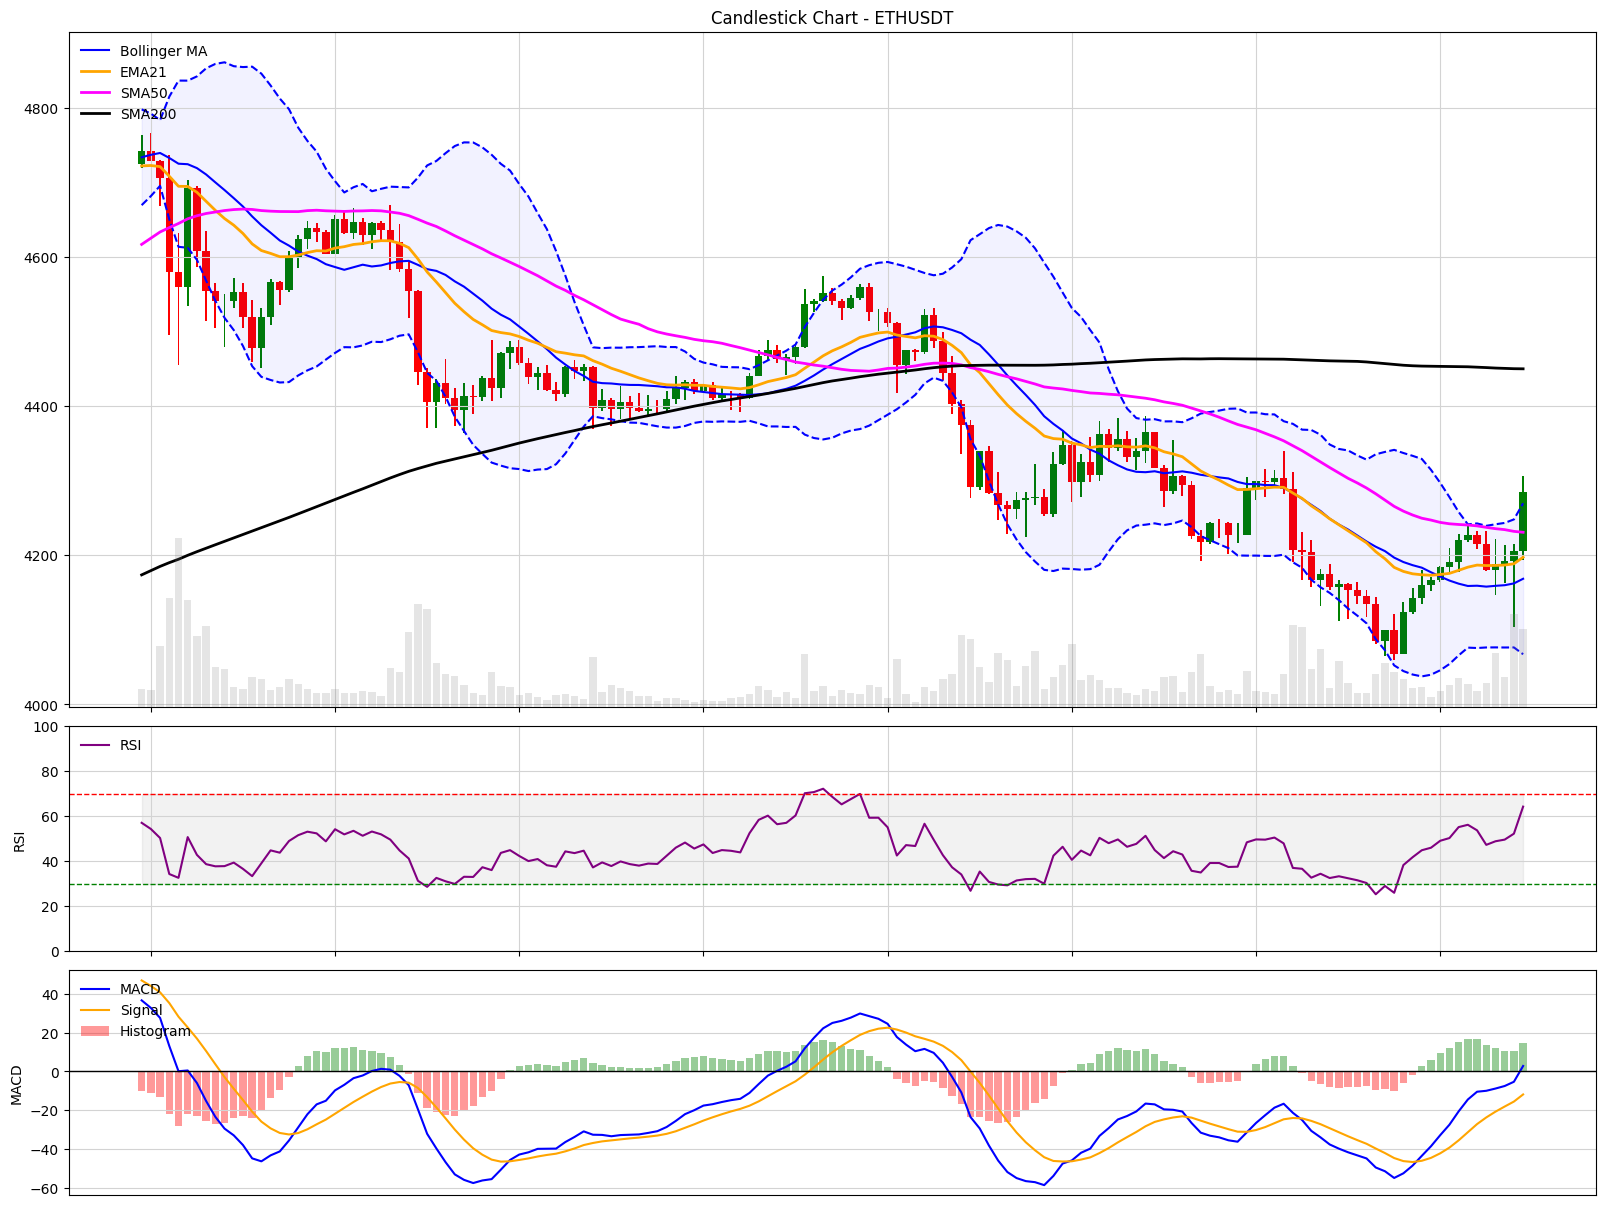 Candlestick Chart - ETHUSDT
Bollinger MA
EMA21
SMA50
SMA200
4800
4600
4400
4200
4000
RSI
100
80
60
40
20
0
RSI
MACD
Signal
Histogram
40
20
0
−20
−40
−60
MACD